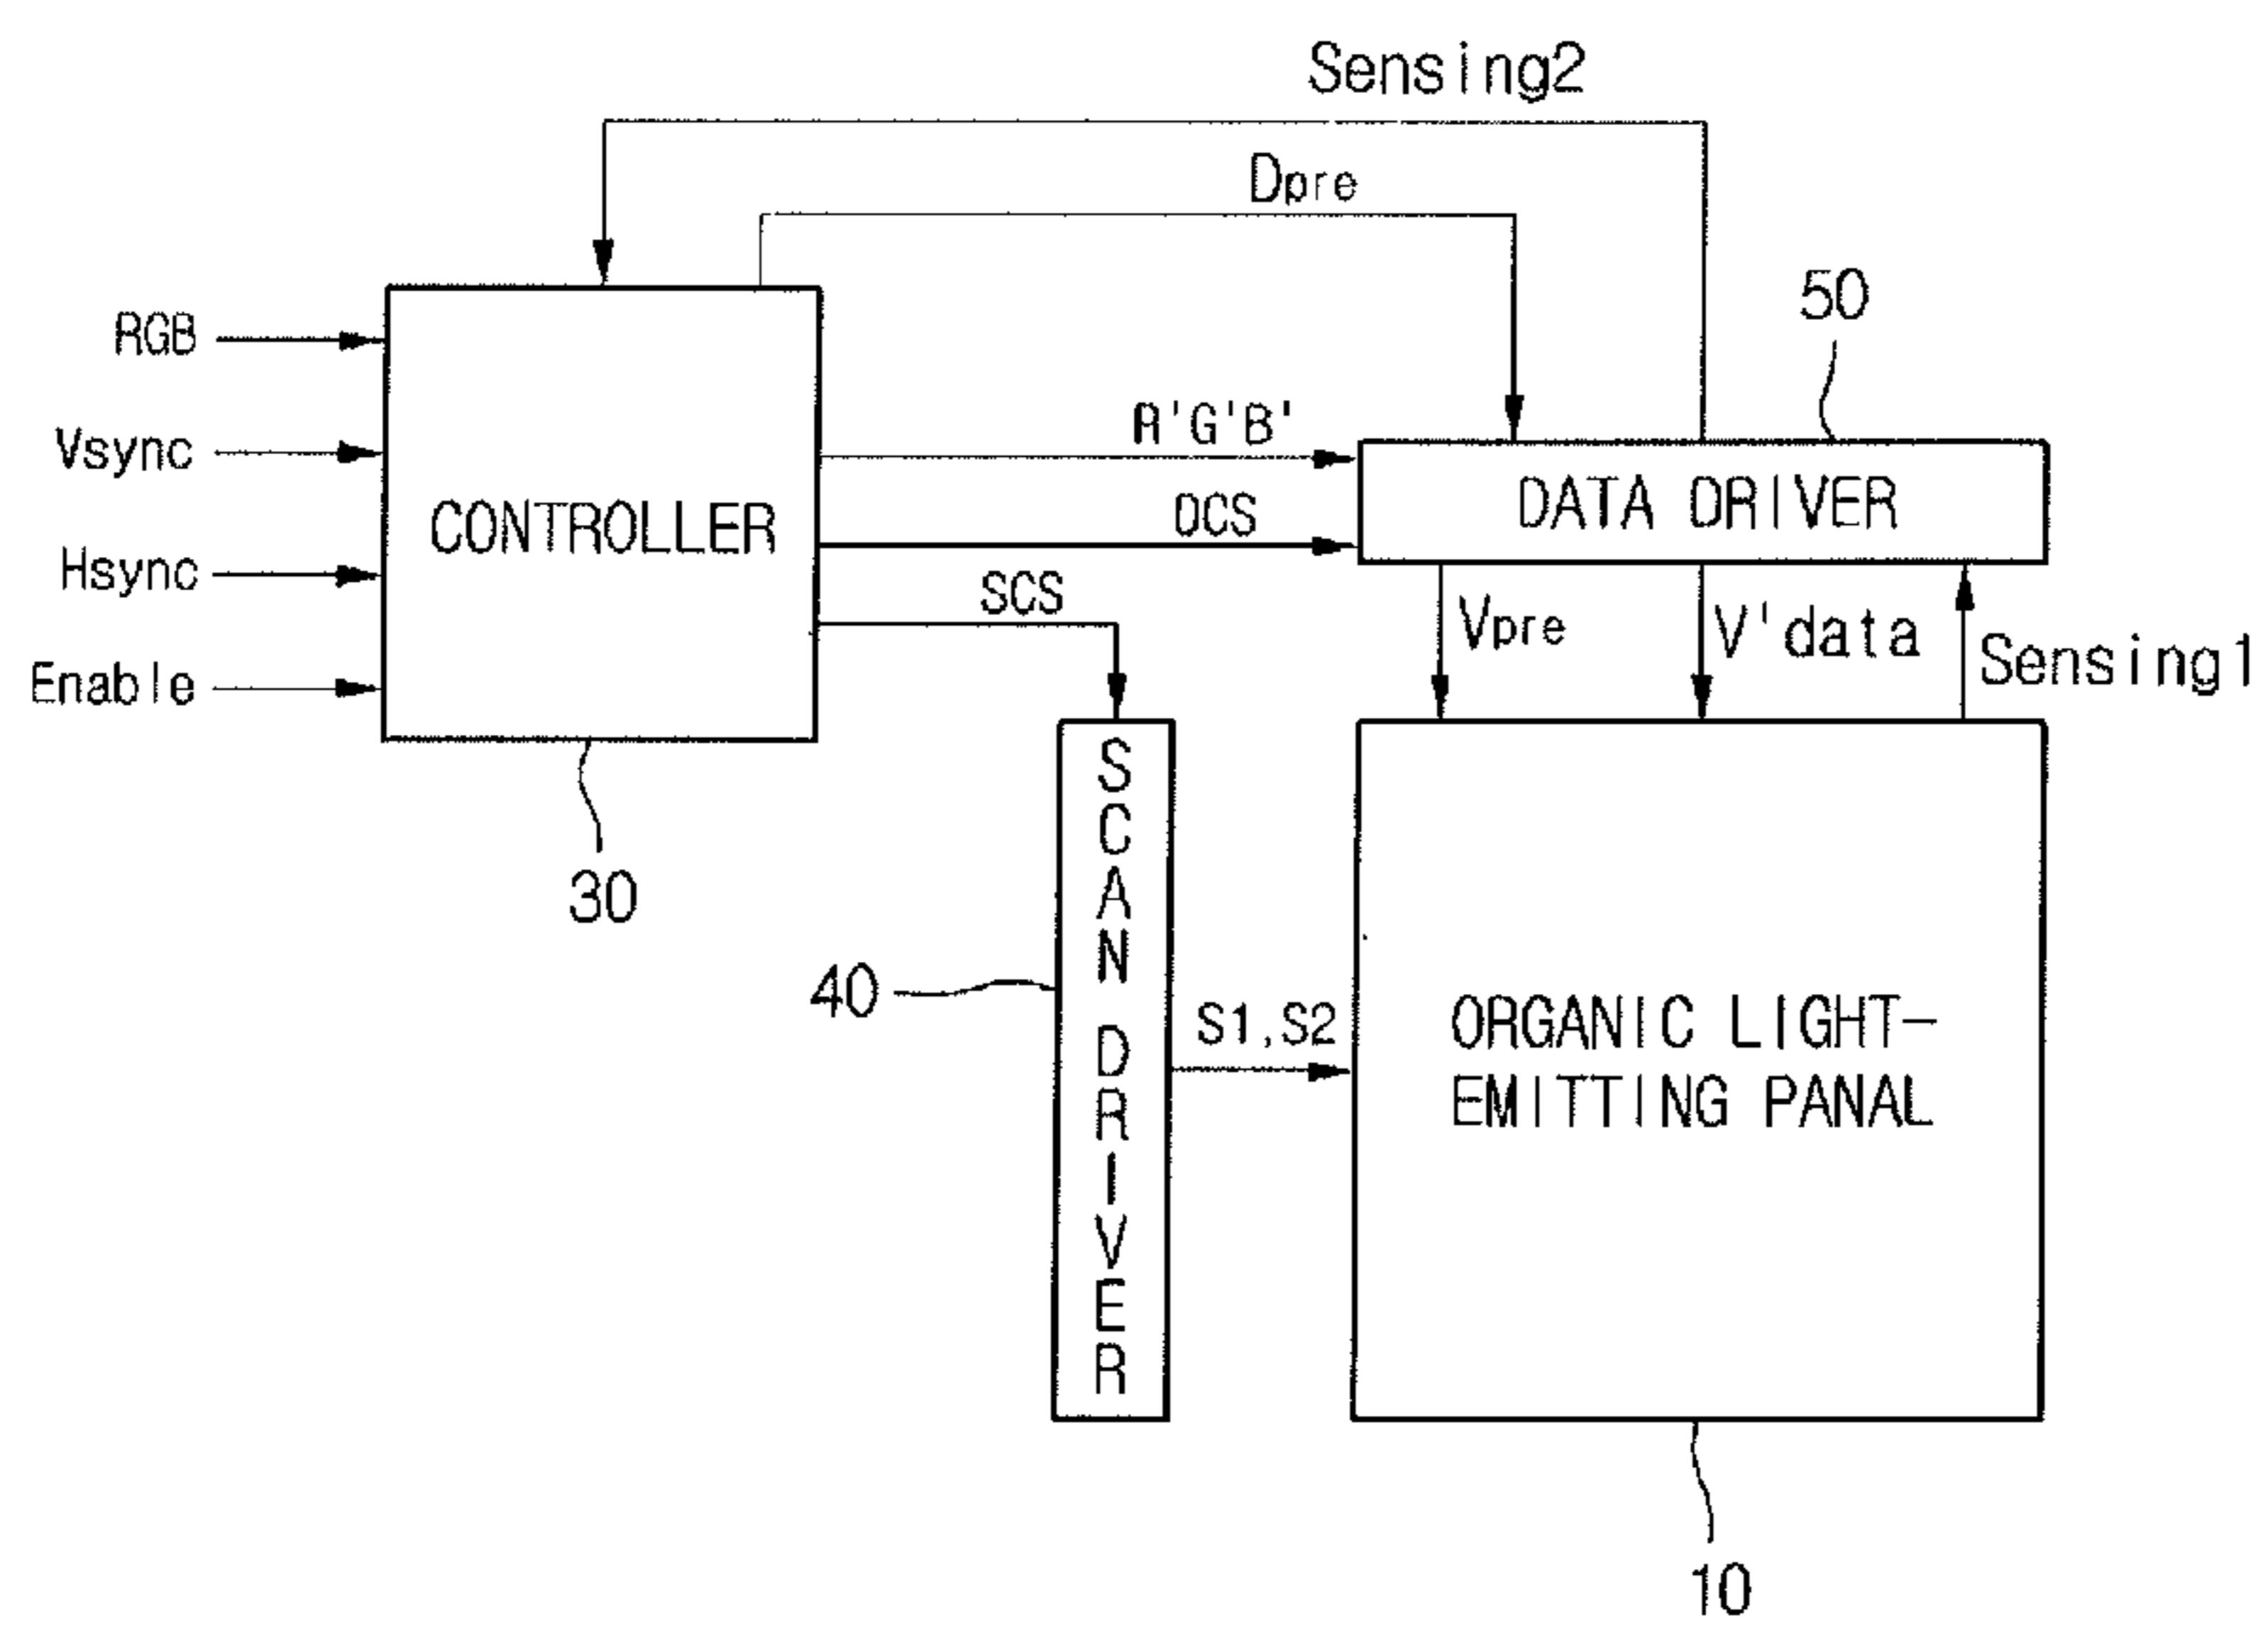 Sensing2
Dpre
50
RGB
R'G'B'
Vsync
DATA DRIVER
CONTROLLER
DCS
Hsync
SCS
Vpre
V'data
Sensing1
Enable
SCAN DRIVER
30
40
S1,S2
ORGANIC LIGHT-
EMITTING PANAL
10